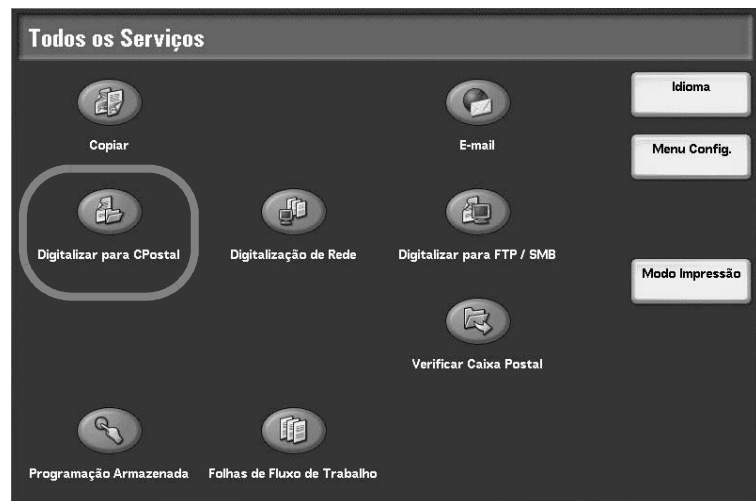 Todos os Serviços
Copiar
E-mail
Idioma
Menu Config.
Digitalizar para CPostal
Digitalização de Rede
Digitalizar para FTP / SMB
Modo Impressão
Verificar Caixa Postal
Programação Armazenada
Folhas de Fluxo de Trabalho